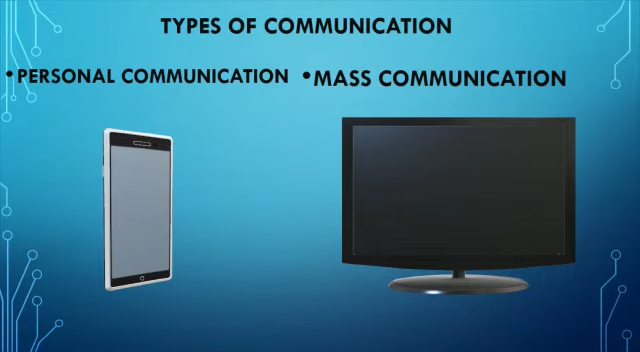 TYPES OF COMMUNICATION
•PERSONAL COMMUNICATION
•MASS COMMUNICATION